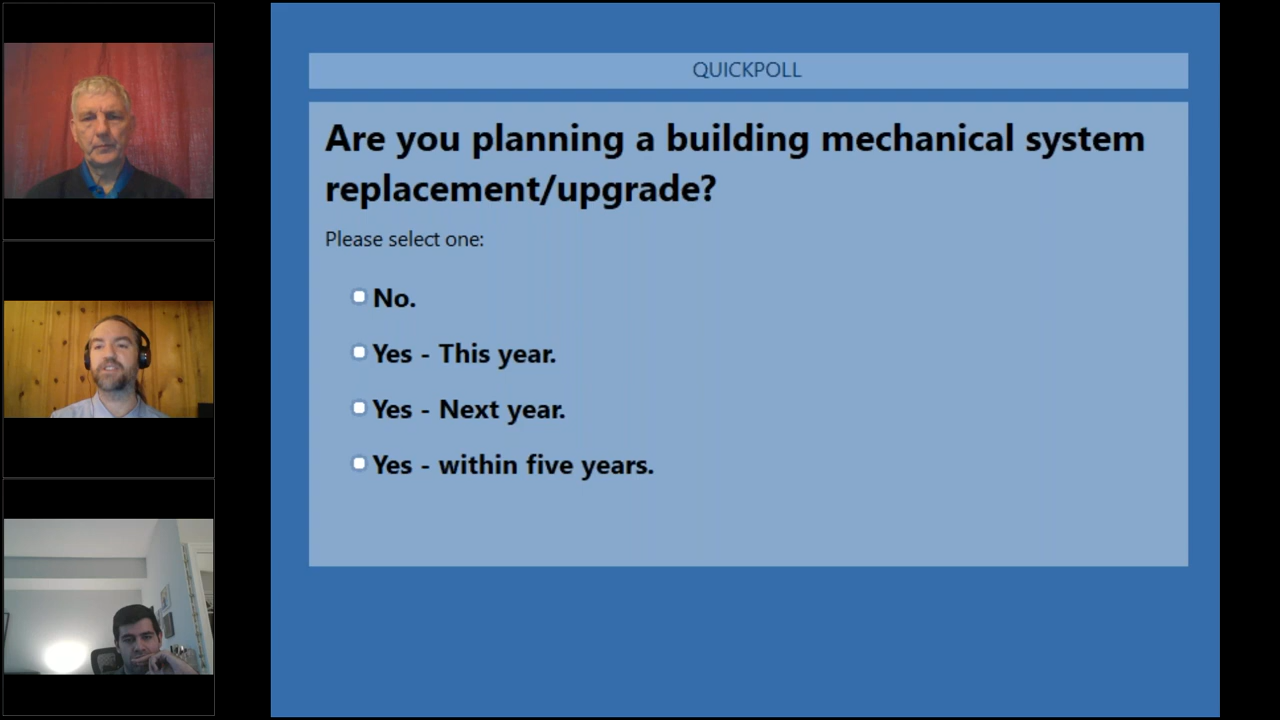 QUICKPOLL
Are you planning a building mechanical system
replacement/upgrade?
Please select one:
No.
Yes - This year.
Yes - Next year.
Yes - within five years.